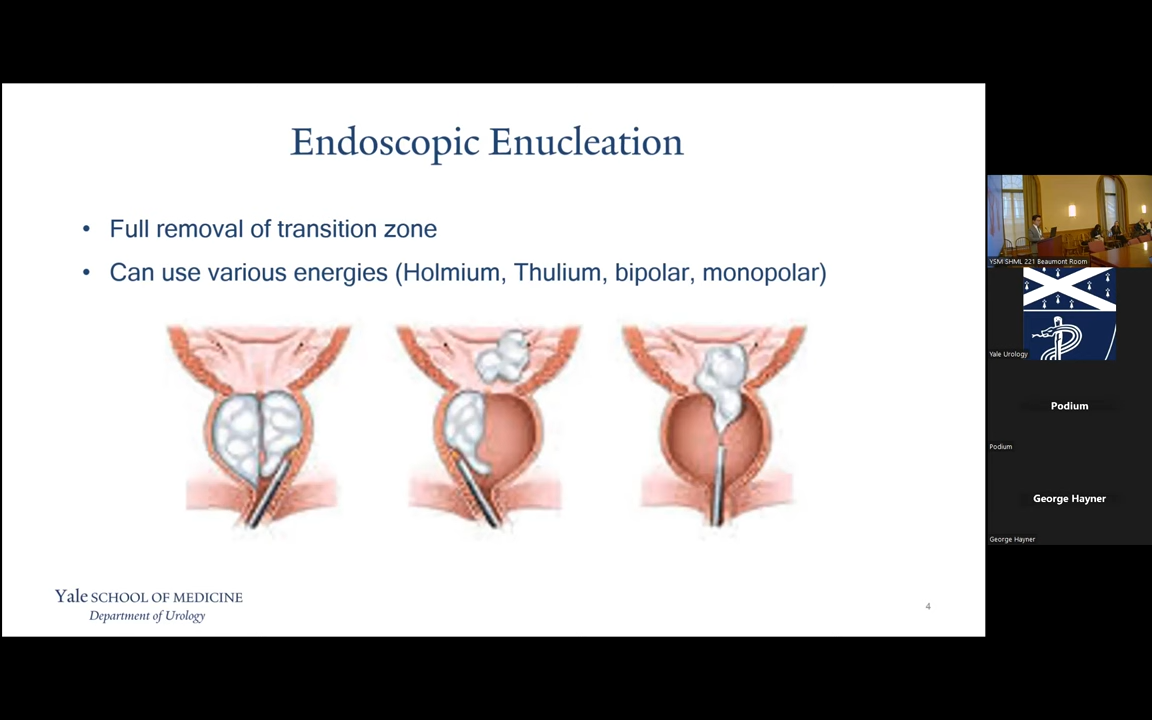 Endoscopic Enucleation
• Full removal of transition zone
• Can use various energies (Holmium, Thulium, bipolar, monopolar)
Yale SCHOOL OF MEDICINE
Department of Urology
4
YSM SHML 221 Beaumont Room
Yale Urology
Podium
Podium
George Hayner
George Hayner